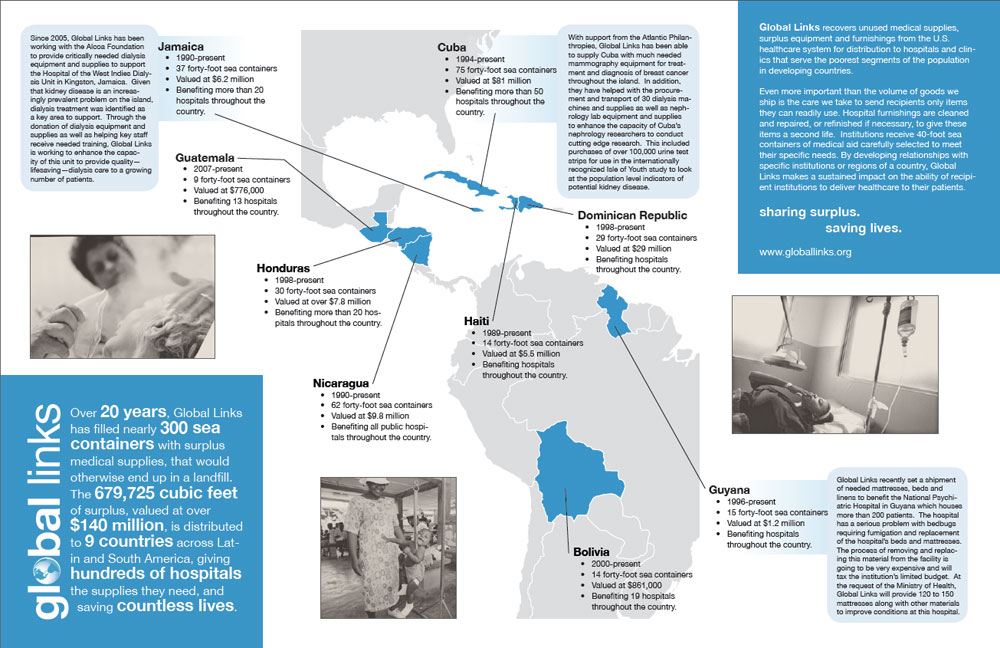 Since 2005, Global Links has been
working with the Alcoa Foundation
to provide critically needed dialysis
equipment and supplies to support
the Hospital of the West Indies Dialy-
sis Unit in Kingston, Jamaica.  Given
that kidney disease is an increas-
ingly prevalent problem on the island,
dialysis treatment was identified as
a key area to support.  Through the
donation of dialysis equipment and
supplies as well as helping key staff
receive needed training, Global Links
is working to enhance the capac-
ity of this unit to provide quality—
lifesaving—dialysis care to a growing
number of patients.
Jamaica
• 1990-present
• 37 forty-foot sea containers
• Valued at $6.2 million
• Benefiting more than 20
hospitals throughout the
country.
Guatemala
• 2007-present
• 9 forty-foot sea containers
• Valued at $776,000
• Benefiting 13 hospitals
throughout the country.
Honduras
• 1998-present
• 30 forty-foot sea containers
• Valued at over $7.8 million
• Benefiting more than 20 hos-
pitals throughout the country.
Nicaragua
• 1990-present
• 62 forty-foot sea containers
• Valued at $9.8 million
• Benefiting all public hospi-
tals throughout the country.
Cuba
• 1994-present
• 75 forty-foot sea containers
• Valued at $81 million
• Benefiting more than 50
hospitals throughout the
country.
With support from the Atlantic Philan-
thropies, Global Links has been able
to supply Cuba with much needed
mammography equipment for treat-
ment and diagnosis of breast cancer
throughout the island.  In addition,
they have helped with the procure-
ment and transport of 30 dialysis ma-
chines and supplies as well as neph-
rology lab equipment and supplies
to enhance the capacity of Cuba's
nephrology researchers to conduct
cutting edge research.  This included
purchases of over 100,000 urine test
strips for use in the internationally
recognized Isle of Youth study to look
at the population level indicators of
potential kidney disease.
Dominican Republic
• 1998-present
• 29 forty-foot sea containers
• Valued at $29 million
• Benefiting hospitals
throughout the country.
Haiti
• 1989-present
• 14 forty-foot sea containers
• Valued at $5.5 million
• Benefiting hospitals
throughout the country.
Bolivia
• 2000-present
• 14 forty-foot sea containers
• Valued at $861,000
• Benefiting 19 hospitals
throughout the country.
Guyana
• 1996-present
• 15 forty-foot sea containers
• Valued at $1.2 million
• Benefiting hospitals
throughout the country.
Global Links recently set a shipment
of needed mattresses, beds and
linens to benefit the National Psychi-
atric Hospital in Guyana which houses
more than 200 patients.  The hospital
has a serious problem with bedbugs
requiring fumigation and replacement
of the hospital's beds and mattresses.
The process of removing and replac-
ing this material from the facility is
going to be very expensive and will
tax the institution's limited budget.  At
the request of the Ministry of Health,
Global Links will provide 120 to 150
mattresses along with other materials
to improve conditions at this hospital.
Global Links recovers unused medical supplies,
surplus equipment and furnishings from the U.S.
healthcare system for distribution to hospitals and clin-
ics that serve the poorest segments of the population
in developing countries.
Even more important than the volume of goods we
ship is the care we take to send recipients only items
they can readily use. Hospital furnishings are cleaned
and repaired, or refinished if necessary, to give these
items a second life.  Institutions receive 40-foot sea
containers of medical aid carefully selected to meet
their specific needs. By developing relationships with
specific institutions or regions of a country, Global
Links makes a sustained impact on the ability of recipi-
ent institutions to deliver healthcare to their patients.
sharing surplus.
saving lives.
www.globallinks.org
global links
Over 20 years, Global Links
has filled nearly 300 sea
containers with surplus
medical supplies, that would
otherwise end up in a landfill.
The 679,725 cubic feet
of surplus, valued at over
$140 million, is distributed
to 9 countries across Lat-
in and South America, giving
hundreds of hospitals
the supplies they need, and
saving countless lives.